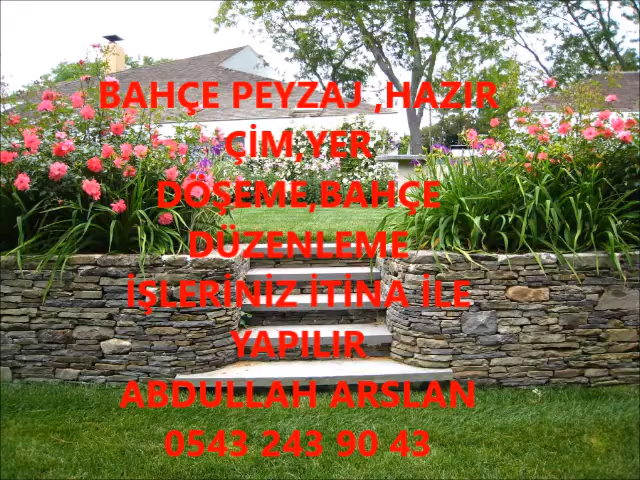 BAHÇE PEYZAJ ,HAZIR
ÇİM,YER
DÖŞEME,BAHÇE
DÜZENLEME
İŞLERİNİZ İTİNA İLE
YAPILIR
ABDULLAH ARSLAN
0543 243 90 43